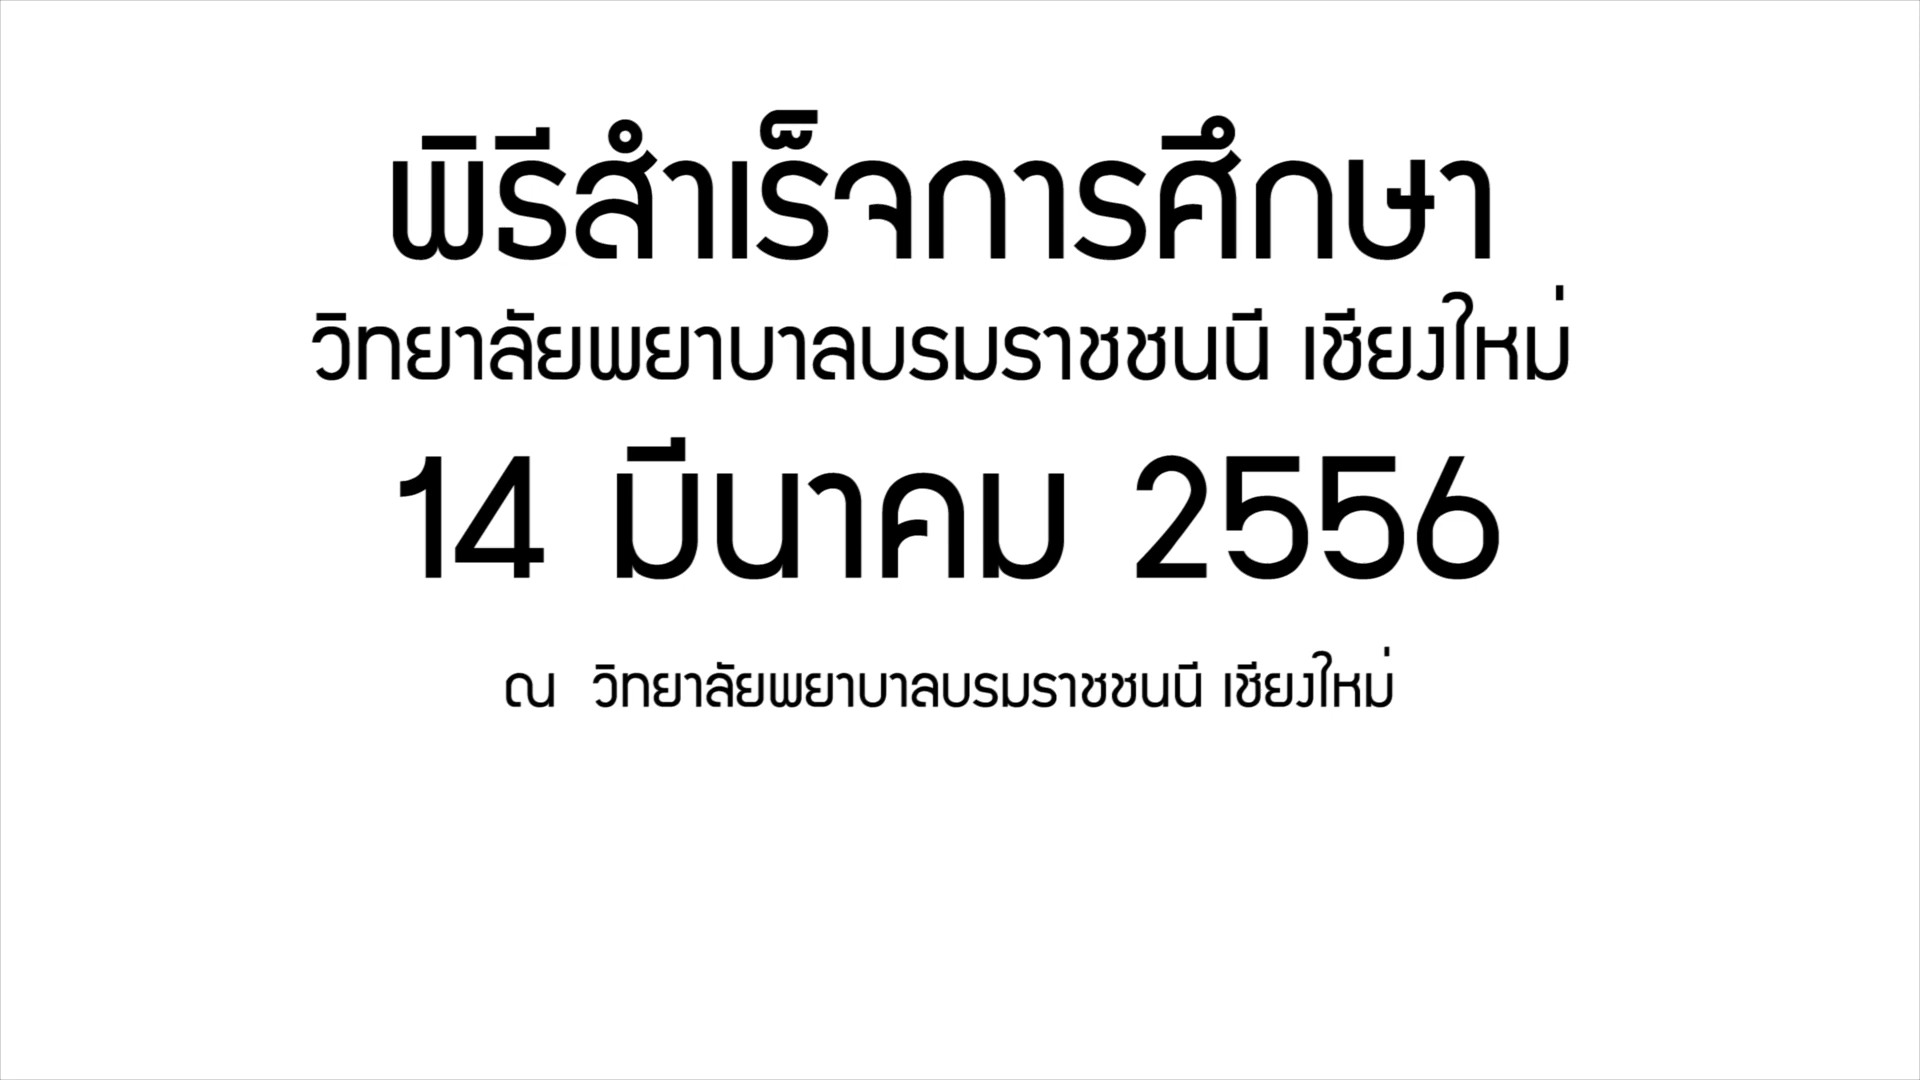 พิธีสำเร็จการศึกษา
วิทยาลัยพยาบาลบรมราชชนนี เชียงใหม่
14 มีนาคม 2556
ณ วิทยาลัยพยาบาลบรมราชชนนี เชียงใหม่